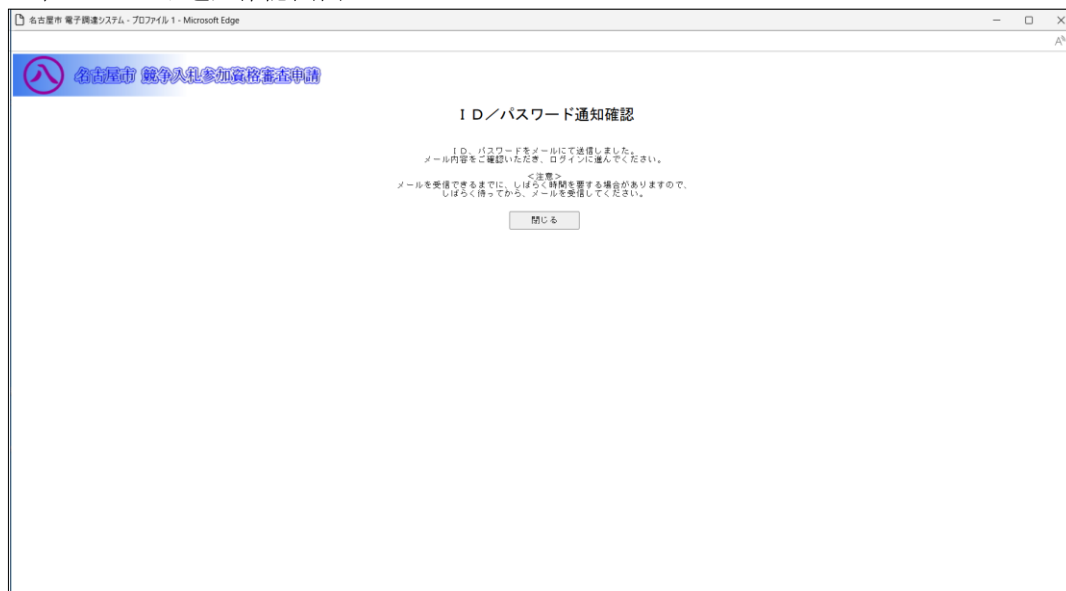 名古屋市 電子調達システム - プロファイル 1 - Microsoft Edge
八 名古屋市 競争入札参加資格審査申請
ＩＤ／パスワード通知確認
ＩＤ、パスワードをメールにて送信しました。
メール内容をご確認いただき、ログインに進んでください。
＜注意＞
メールを受信できるまでに、しばらく時間を要する場合がありますので、
しばらく待ってから、メールを受信してください。
閉じる